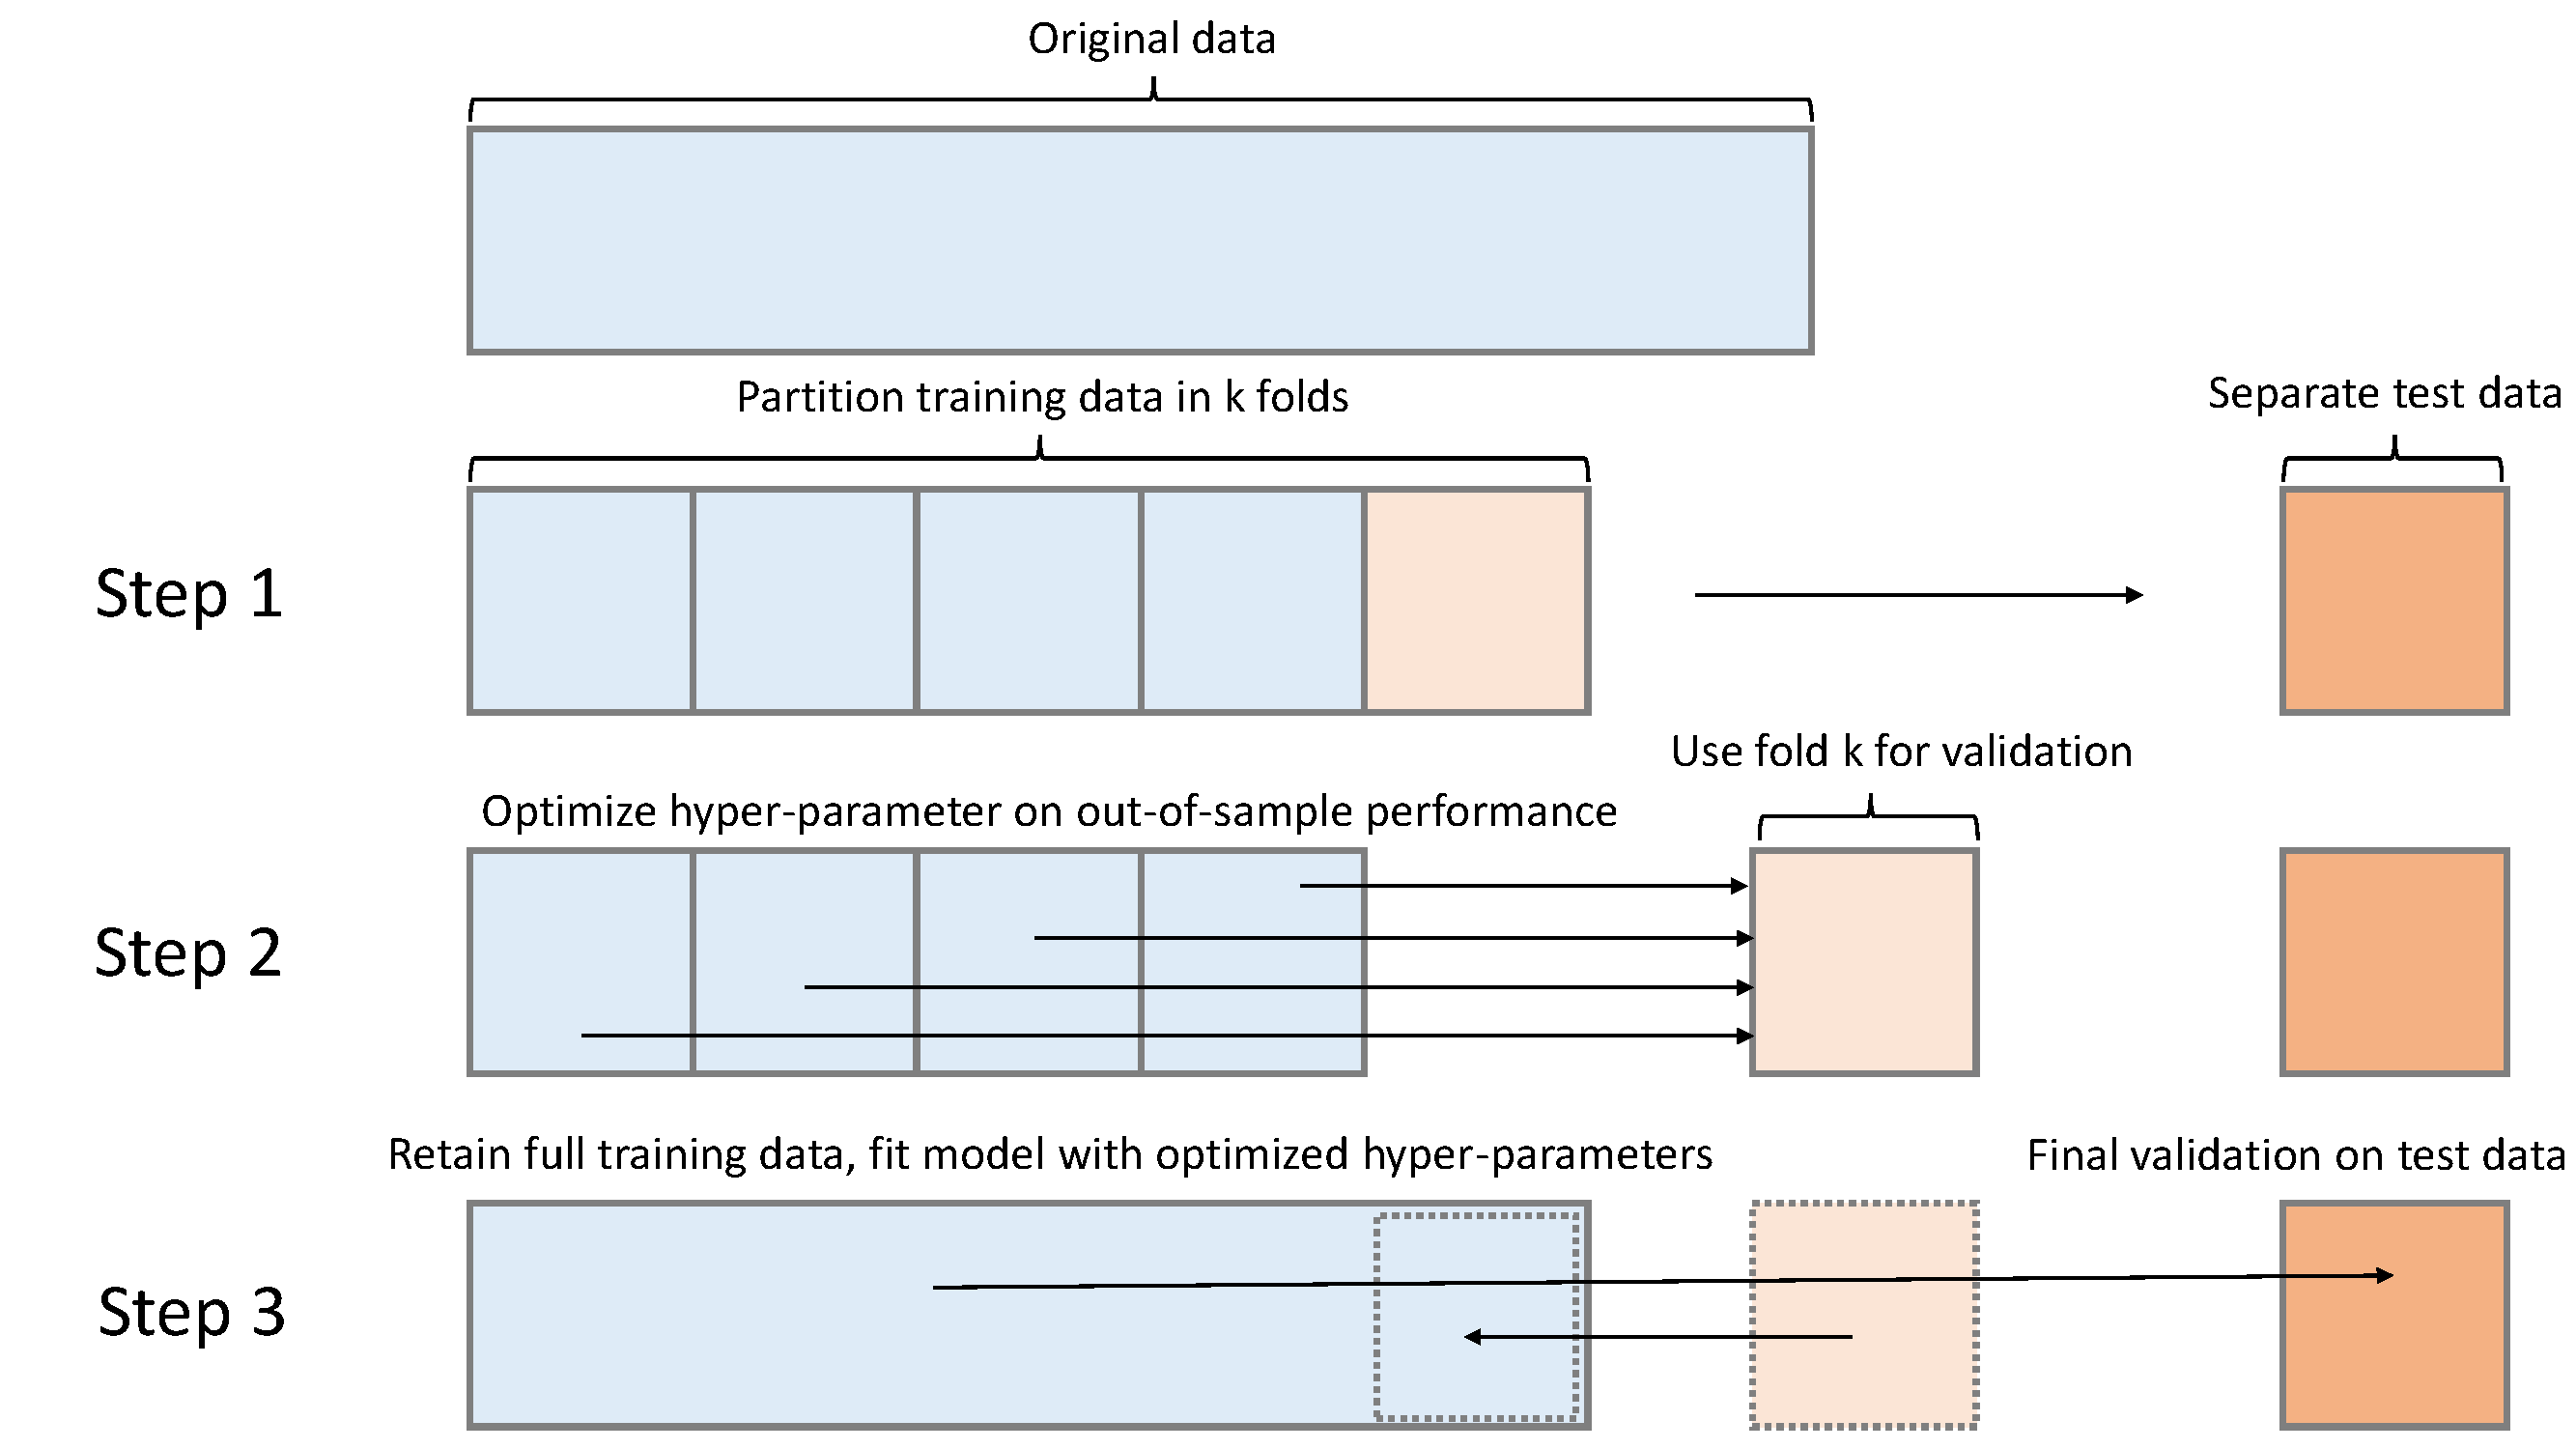 Original data
Partition training data in k folds
Separate test data
Step 1
Use fold k for validation
Optimize hyper-parameter on out-of-sample performance
Step 2
Retain full training data, fit model with optimized hyper-parameters
Final validation on test data
Step 3